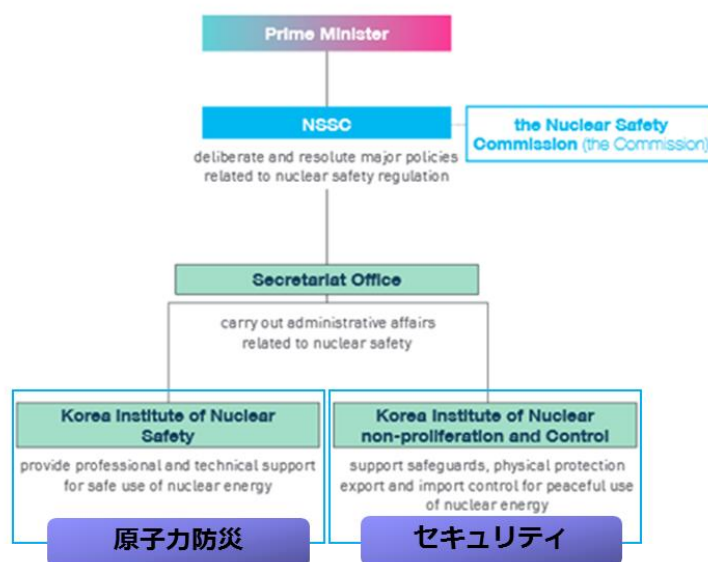 Prime Minister
NSSC
the Nuclear Safety
Commission (the Commission)
deliberate and resolute major policies
related to nuclear safety regulation
Secretariat Office
carry out administrative affairs
related to nuclear safety
Korea Institute of Nuclear
Safety
provide professional and technical support
for safe use of nuclear energy
原子力防災
Korea Institute of Nuclear
non-proliferation and Control
support safeguards, physical protection
export and import control for peaceful use
of nuclear energy
セキュリティ